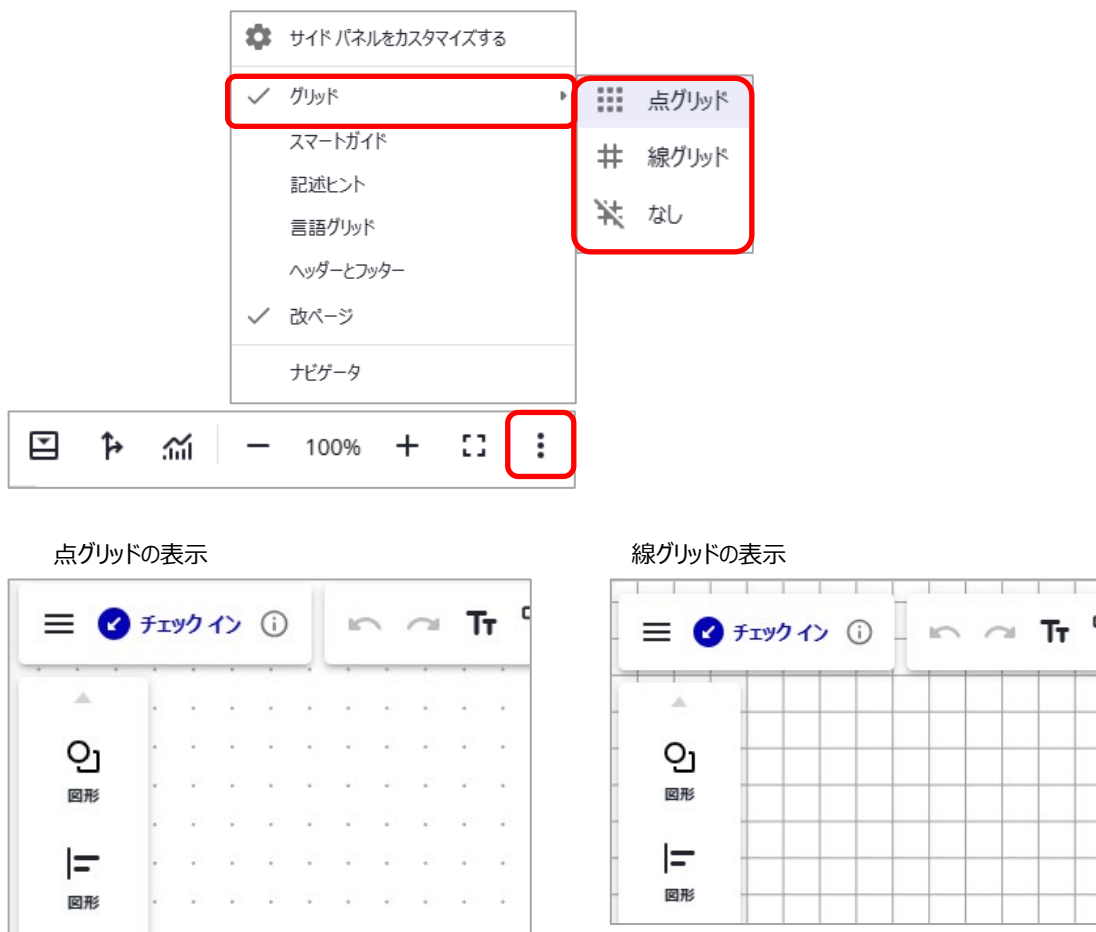 サイド パネルをカスタマイズする
グリッド
点グリッド
スマートガイド
線グリッド
記述ヒント
なし
言語グリッド
ヘッダーとフッター
改ページ
ナビゲータ
100%
点グリッドの表示
線グリッドの表示
チェック イン
TT
チェック イン
TT
図形
図形
図形
図形